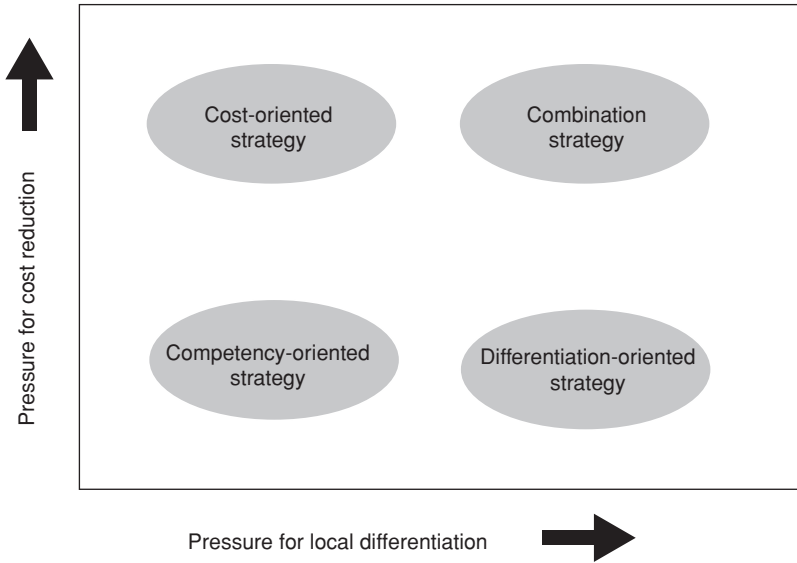 Cost-oriented
strategy
Combination
strategy
Pressure for cost reduction
Competency-oriented
strategy
Differentiation-oriented
strategy
Pressure for local differentiation